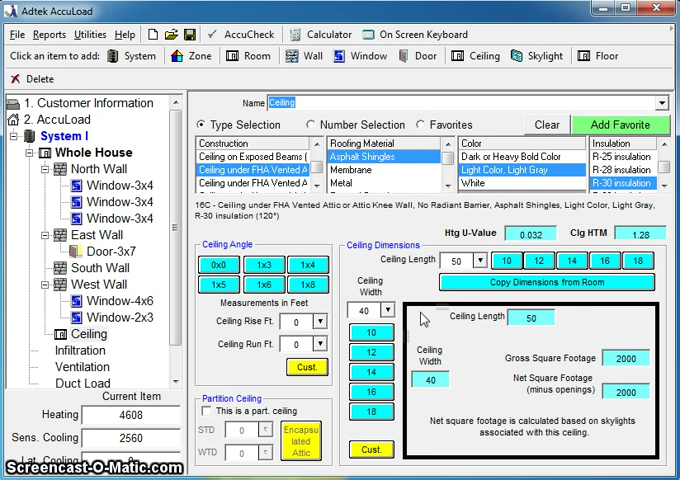 Adtek AccuLoad
File Reports Utilities Help AccuCheck Calculator On Screen Keyboard
Click an item to add: System Zone Room Wall Window Door Ceiling Skylight Floor
Delete
1. Customer Information
2. AccuLoad
System I
Whole House
North Wall
Window-3x4
Window-3x4
Window-3x4
East Wall
Door-3x7
South Wall
West Wall
Window-4x6
Window-2x3
Ceiling
Infiltration
Ventilation
Duct Load
Current Item
Heating 4608
Sens. Cooling 2560
Lat. Cooling 0
Name Ceiling
Type Selection Number Selection Favorites Clear Add Favorite
Construction Roofing Material Color Insulation
Ceiling on Exposed Beams ( Asphalt Shingles Dark or Heavy Bold Color R-25 insulation
Ceiling under FHA Vented A Membrane Light Color, Light Gray R-28 insulation
Ceiling under FHA Vented A Metal White R-30 insulation
16C - Ceiling under FHA Vented Attic or Attic Knee Wall, No Radiant Barrier, Asphalt Shingles, Light Color, Light Gray,
R-30 insulation (120°)
Htg U-Value 0.032 Clg HTM 1.28
Ceiling Angle
0x0 1x3 1x4
1x5 1x6 1x8
Measurements in Feet
Ceiling Rise Ft. 0
Ceiling Run Ft. 0
Cust.
Partition Ceiling
This is a part. ceiling
STD 0
WTD 0
Encapsu
lated
Attic
Ceiling Dimensions
Ceiling Length 50 10 12 14 16 18
Copy Dimensions from Room
Ceiling
Width
40
10
12
14
16
18
Cust.
Ceiling Length 50
Ceiling
Width
40
Gross Square Footage 2000
Net Square Footage
(minus openings) 2000
Net square footage is calculated based on skylights
associated with this ceiling.
Screencast-O-Matic.com